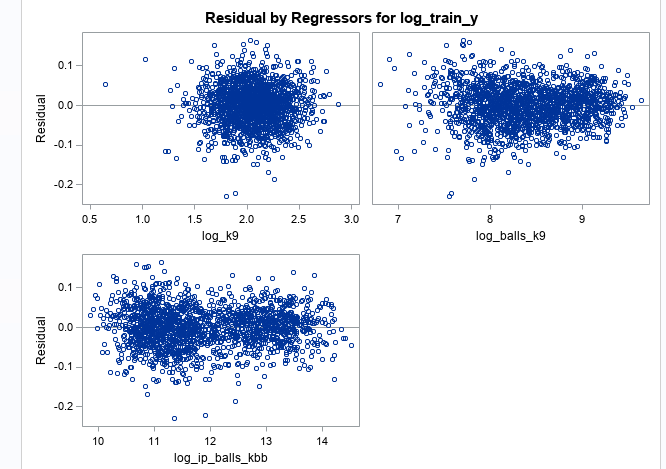 Residual by Regressors for log_train_y
Residual
0.1
0.0
-0.1
-0.2
0.5 1.0 1.5 2.0 2.5 3.0
log_k9
7 8 9
log_balls_k9
Residual
0.1
0.0
-0.1
-0.2
10 11 12 13 14
log_ip_balls_kbb